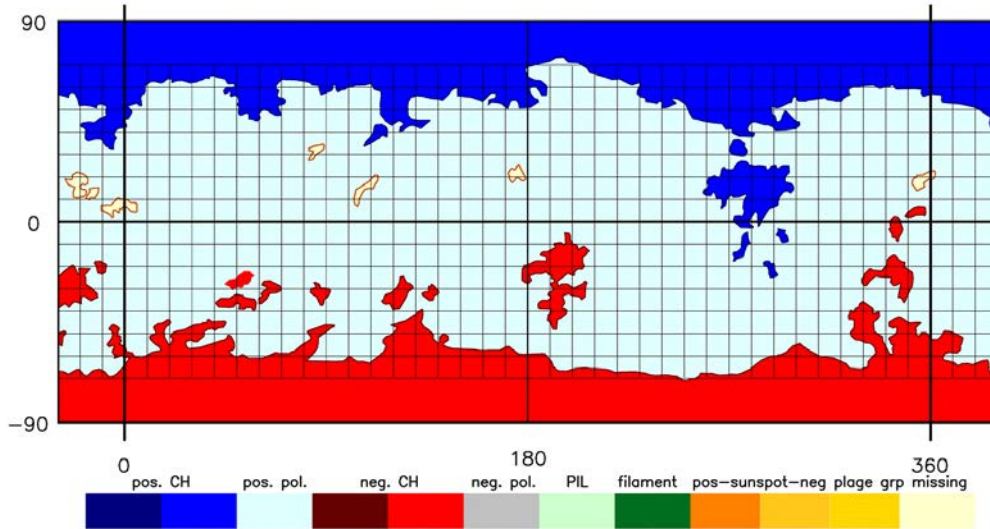 90
0
−90
0 180 360
pos. CH pos. pol. neg. CH neg. pol. PIL filament pos-sunspot-neg plage grp missing